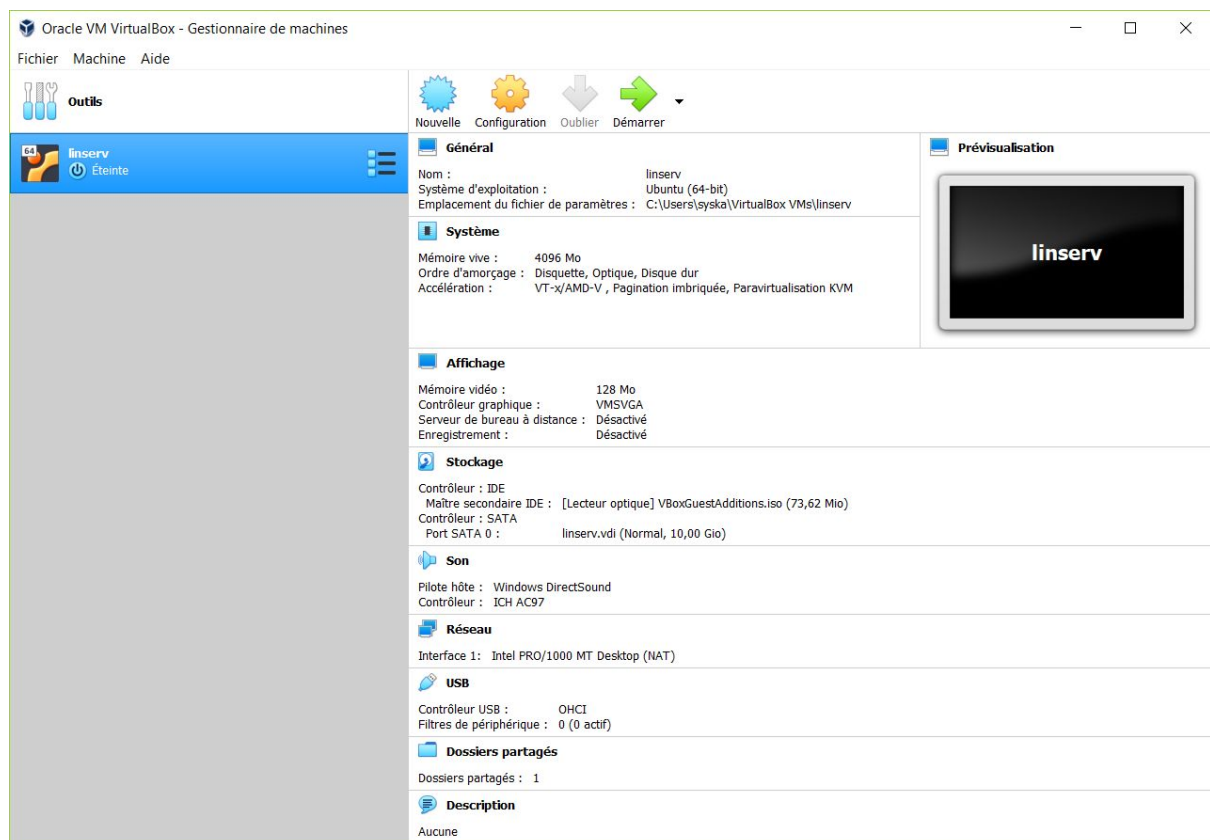 Oracle VM VirtualBox - Gestionnaire de machines
Fichier Machine Aide
Outils
Nouvelle Configuration Oublier Démarrer
64
linserv
Éteinte
Général
Nom : linserv
Système d'exploitation : Ubuntu (64-bit)
Emplacement du fichier de paramètres : C:\Users\syska\VirtualBox VMs\linserv
Prévisualisation
linserv
Système
Mémoire vive : 4096 Mo
Ordre d'amorçage : Disquette, Optique, Disque dur
Accélération : VT-x/AMD-V , Pagination imbriquée, Paravirtualisation KVM
Affichage
Mémoire vidéo : 128 Mo
Contrôleur graphique : VMSVGA
Serveur de bureau à distance : Désactivé
Enregistrement : Désactivé
Stockage
Contrôleur : IDE
Maître secondaire IDE : [Lecteur optique] VBoxGuestAdditions.iso (73,62 Mio)
Contrôleur : SATA
Port SATA 0 : linserv.vdi (Normal, 10,00 Gio)
Son
Pilote hôte : Windows DirectSound
Contrôleur : ICH AC97
Réseau
Interface 1: Intel PRO/1000 MT Desktop (NAT)
USB
Contrôleur USB : OHCI
Filtres de périphérique : 0 (0 actif)
Dossiers partagés
Dossiers partagés : 1
Description
Aucune